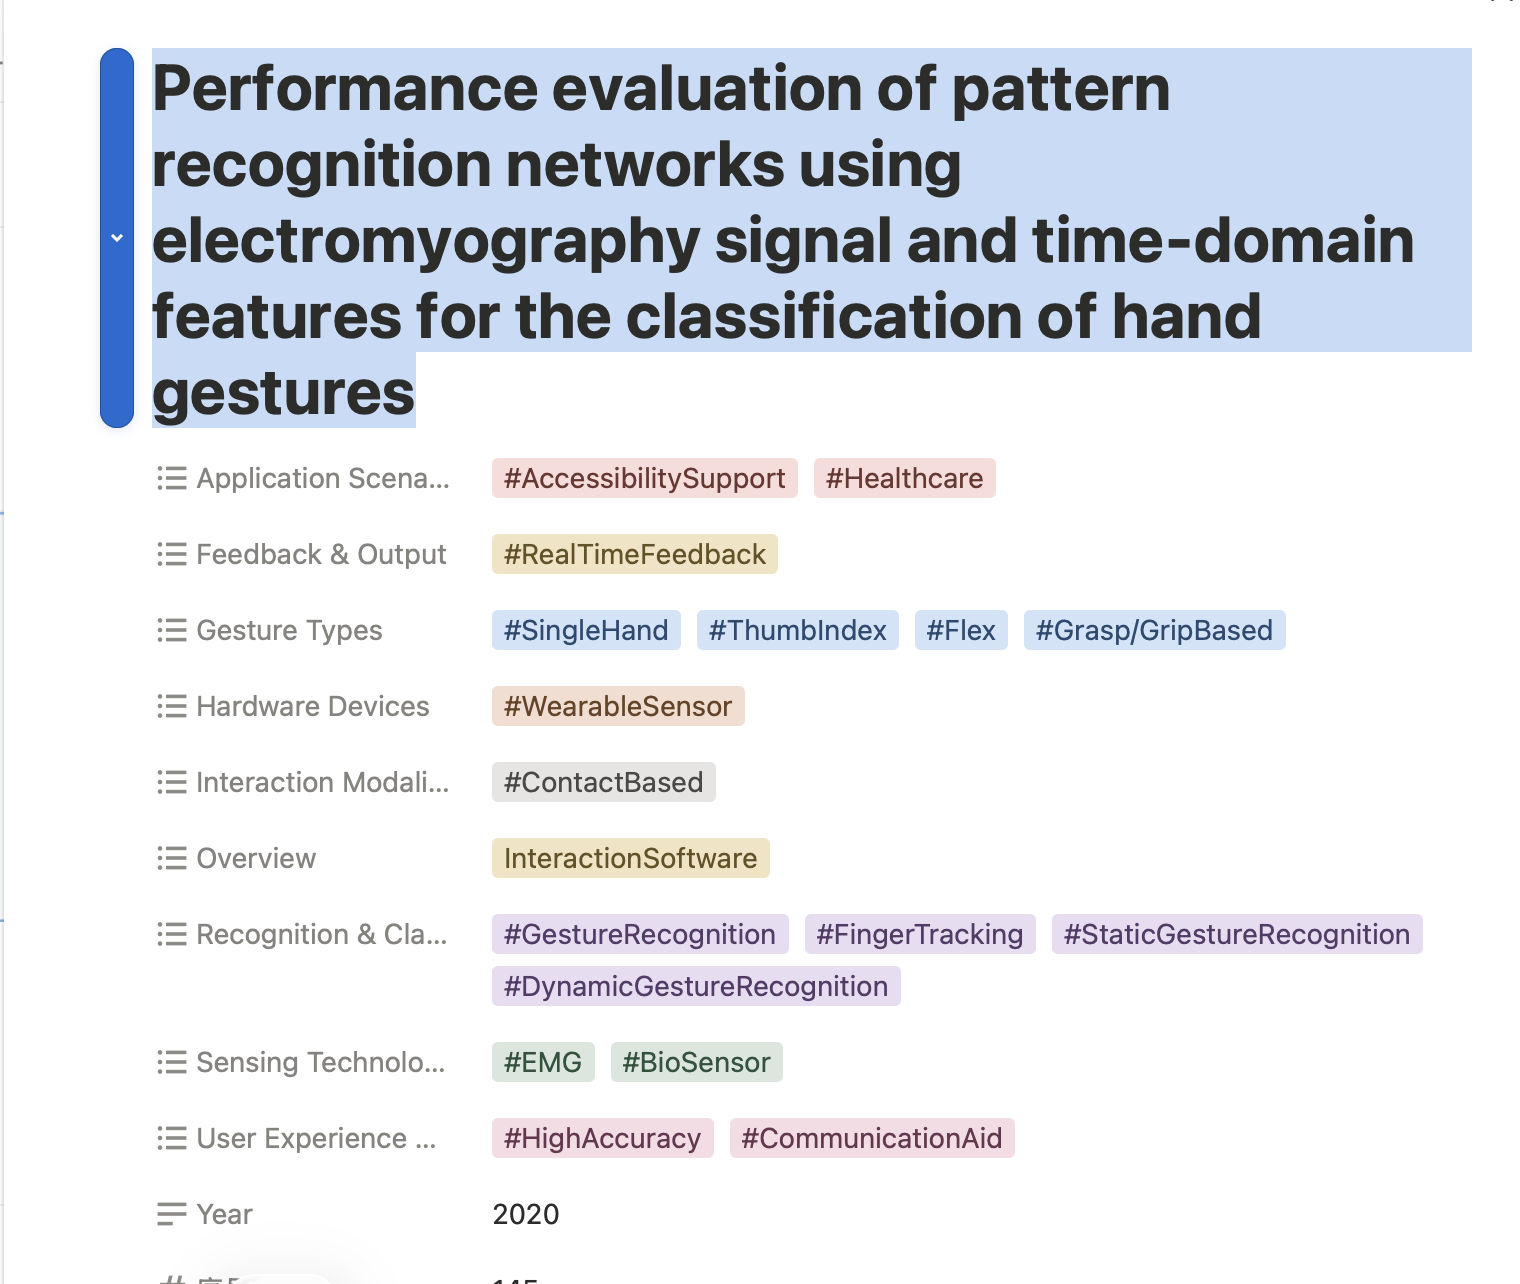 Performance evaluation of pattern
recognition networks using
electromyography signal and time-domain
features for the classification of hand
gestures
Application Scena... #AccessibilitySupport #Healthcare
Feedback & Output #RealTimeFeedback
Gesture Types #SingleHand #ThumbIndex #Flex #Grasp/GripBased
Hardware Devices #WearableSensor
Interaction Modali... #ContactBased
Overview InteractionSoftware
Recognition & Cla... #GestureRecognition #FingerTracking #StaticGestureRecognition
#DynamicGestureRecognition
Sensing Technolo... #EMG #BioSensor
User Experience ... #HighAccuracy #CommunicationAid
Year 2020